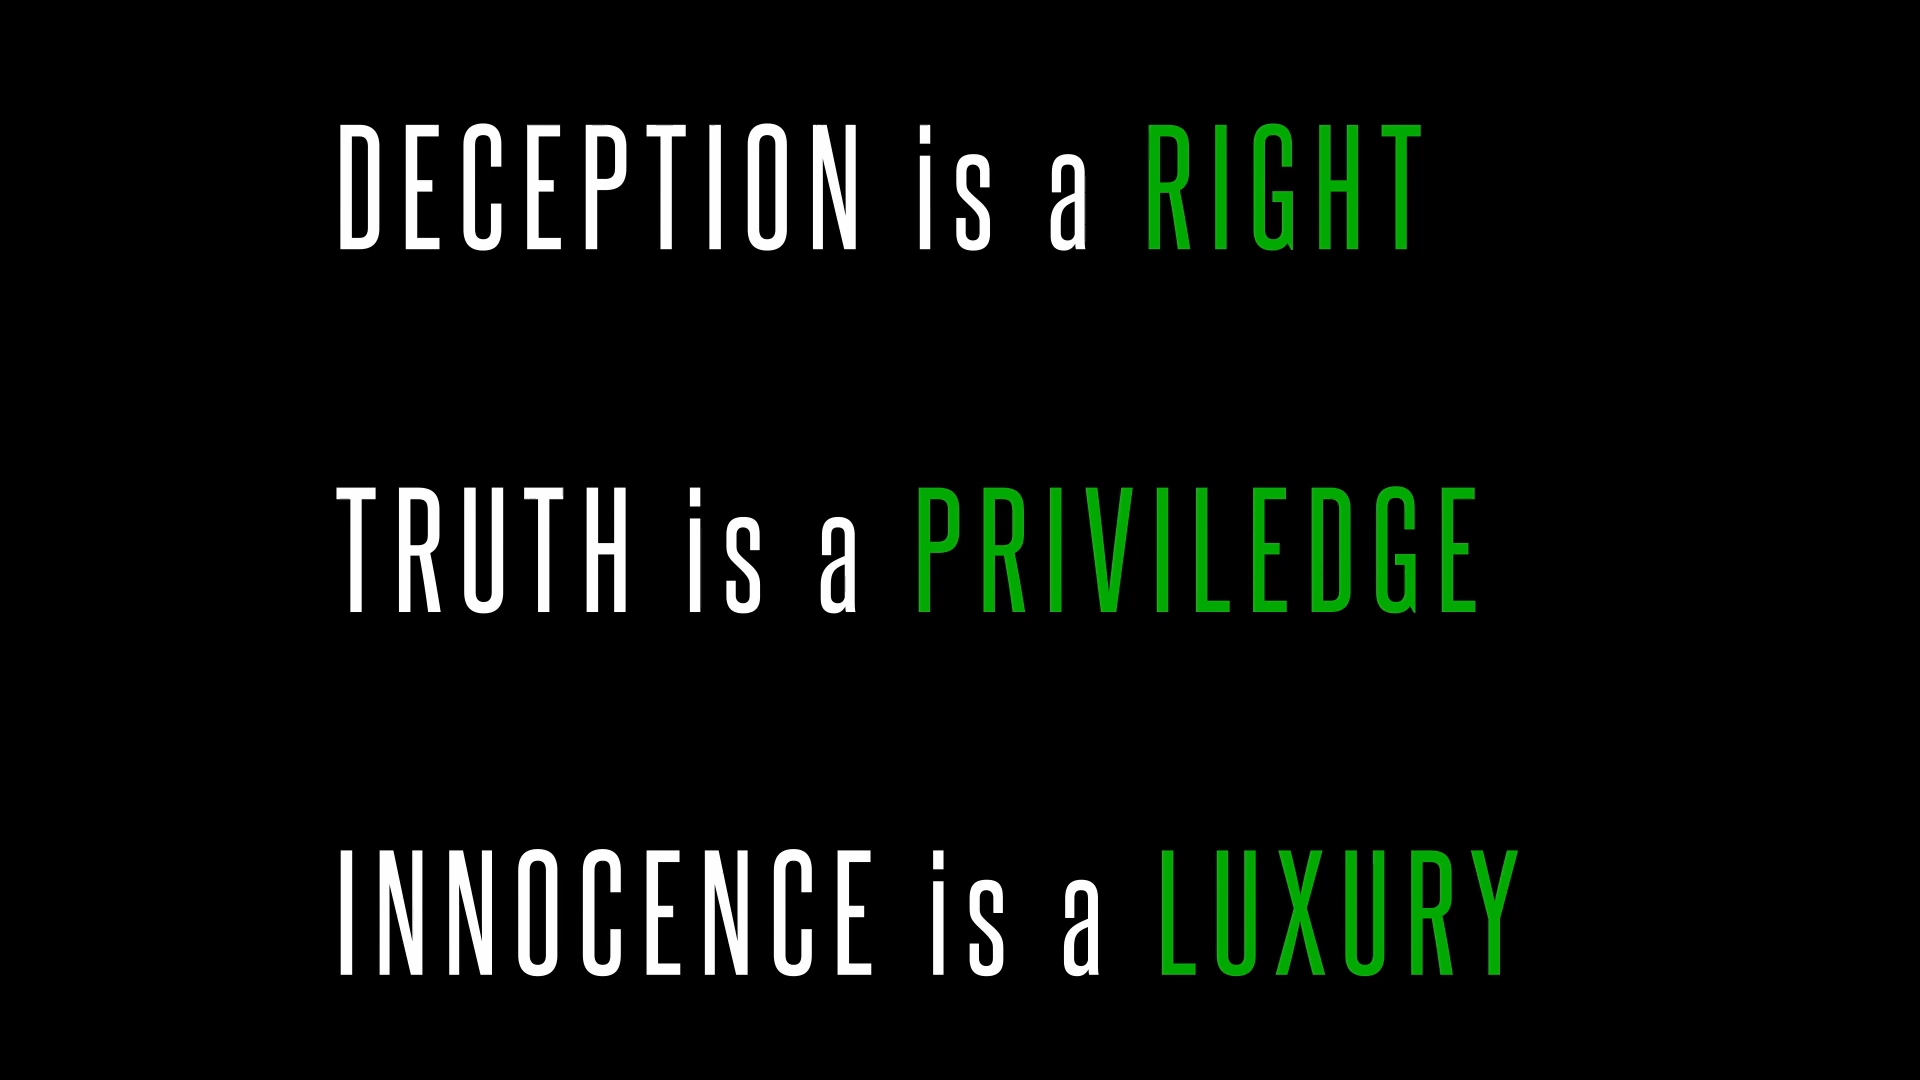 DECEPTION is a RIGHT
TRUTH is a PRIVILEDGE
INNOCENCE is a LUXURY